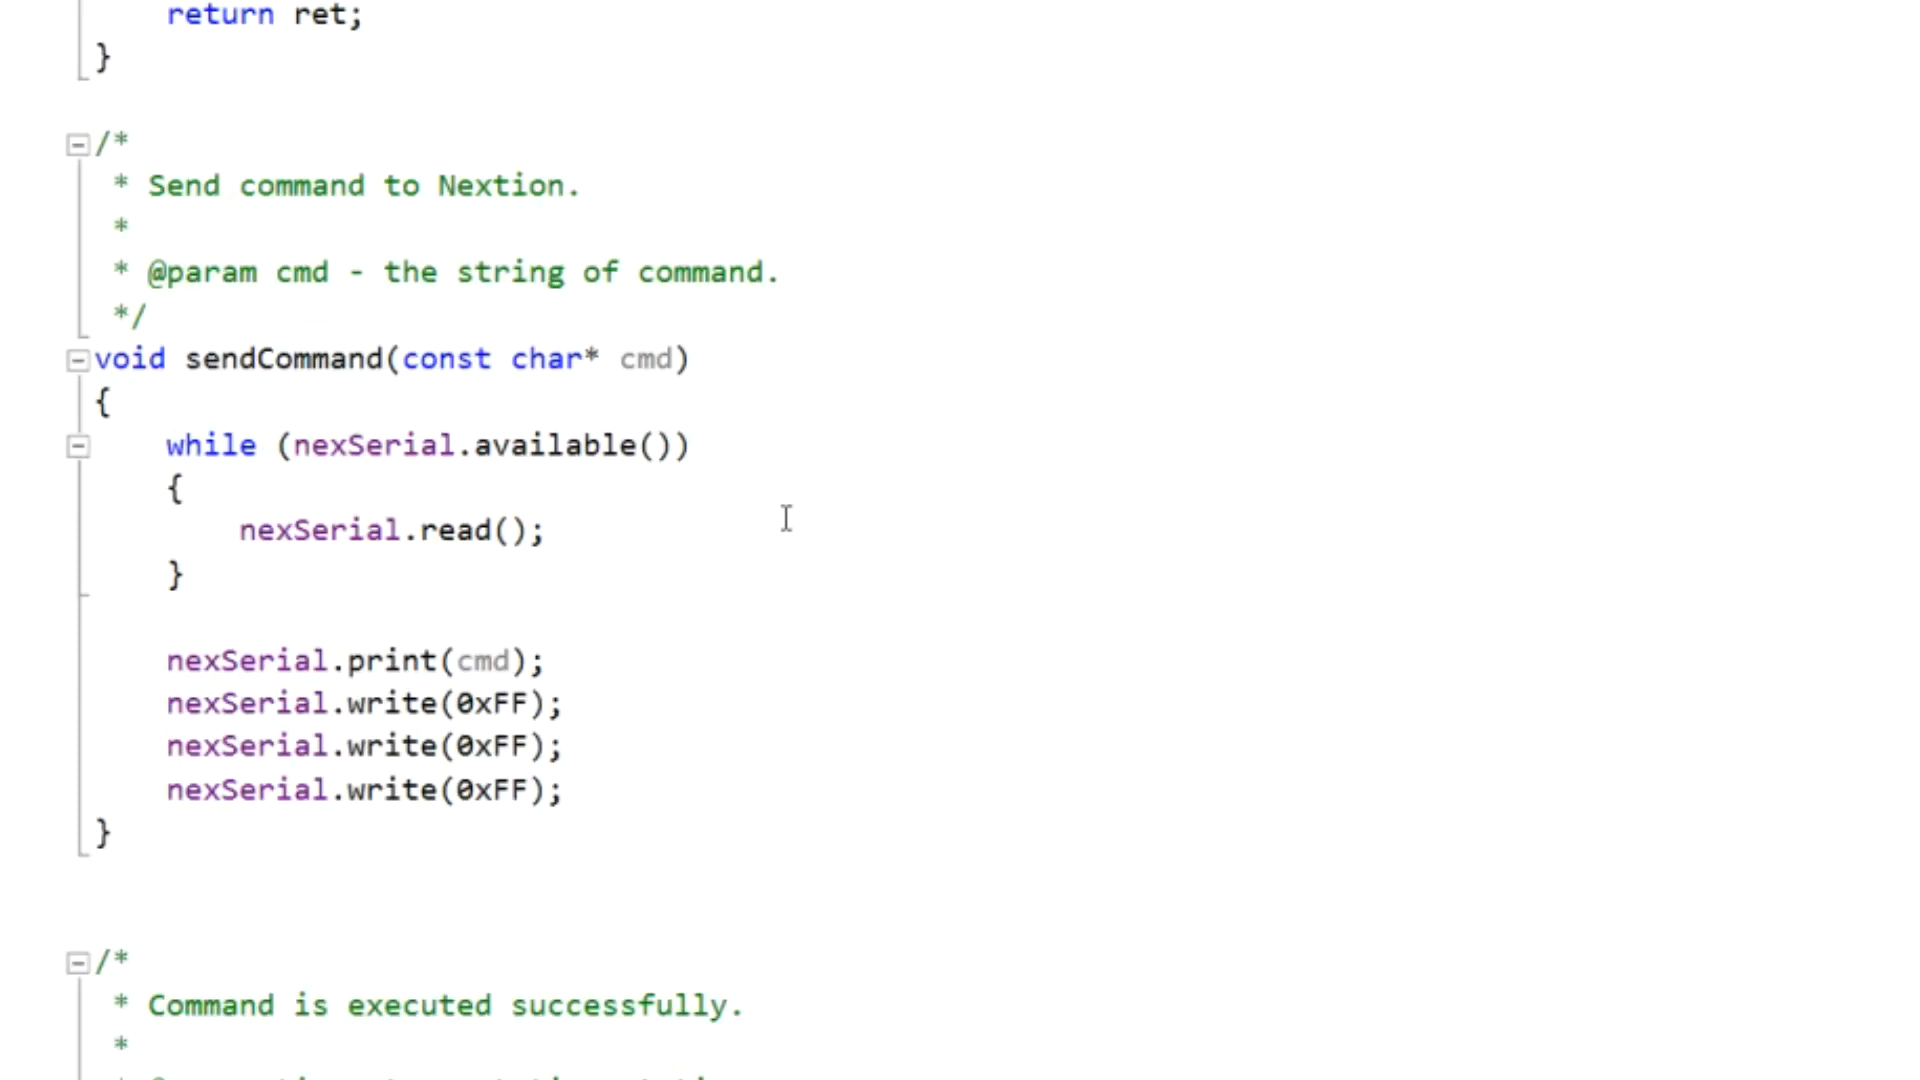 return ret;
}
/*
* Send command to Nextion.
*
* @param cmd - the string of command.
*/
void sendCommand(const char* cmd)
{
while (nexSerial.available())
{
nexSerial.read();
}
nexSerial.print(cmd);
nexSerial.write(0xFF);
nexSerial.write(0xFF);
nexSerial.write(0xFF);
}
/*
* Command is executed successfully.
*